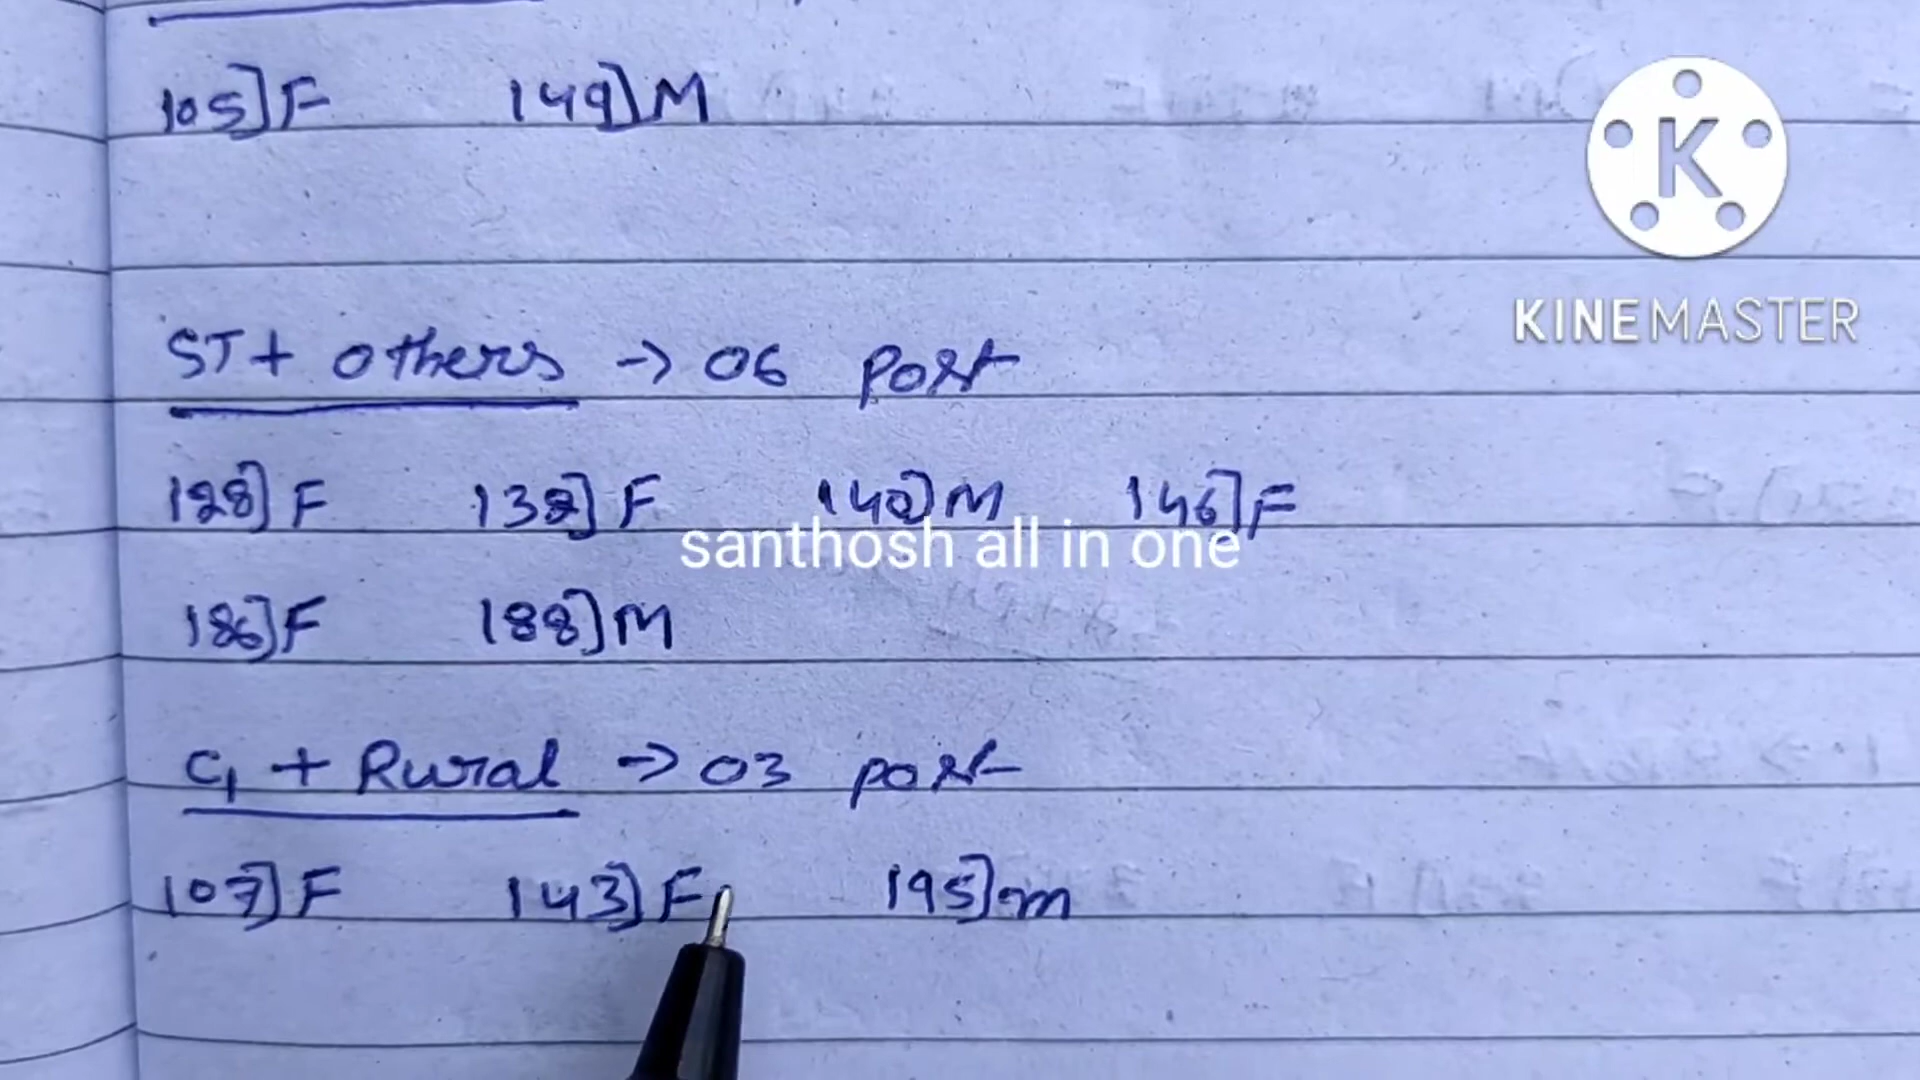 105]F 149]M
K
KINEMASTER
ST + others -> 06 post
128]F 132]F 140]M 146]F
santhosh all in one
186]F 188]M
C1 + Rural -> 03 post
107]F 143]F 195]m